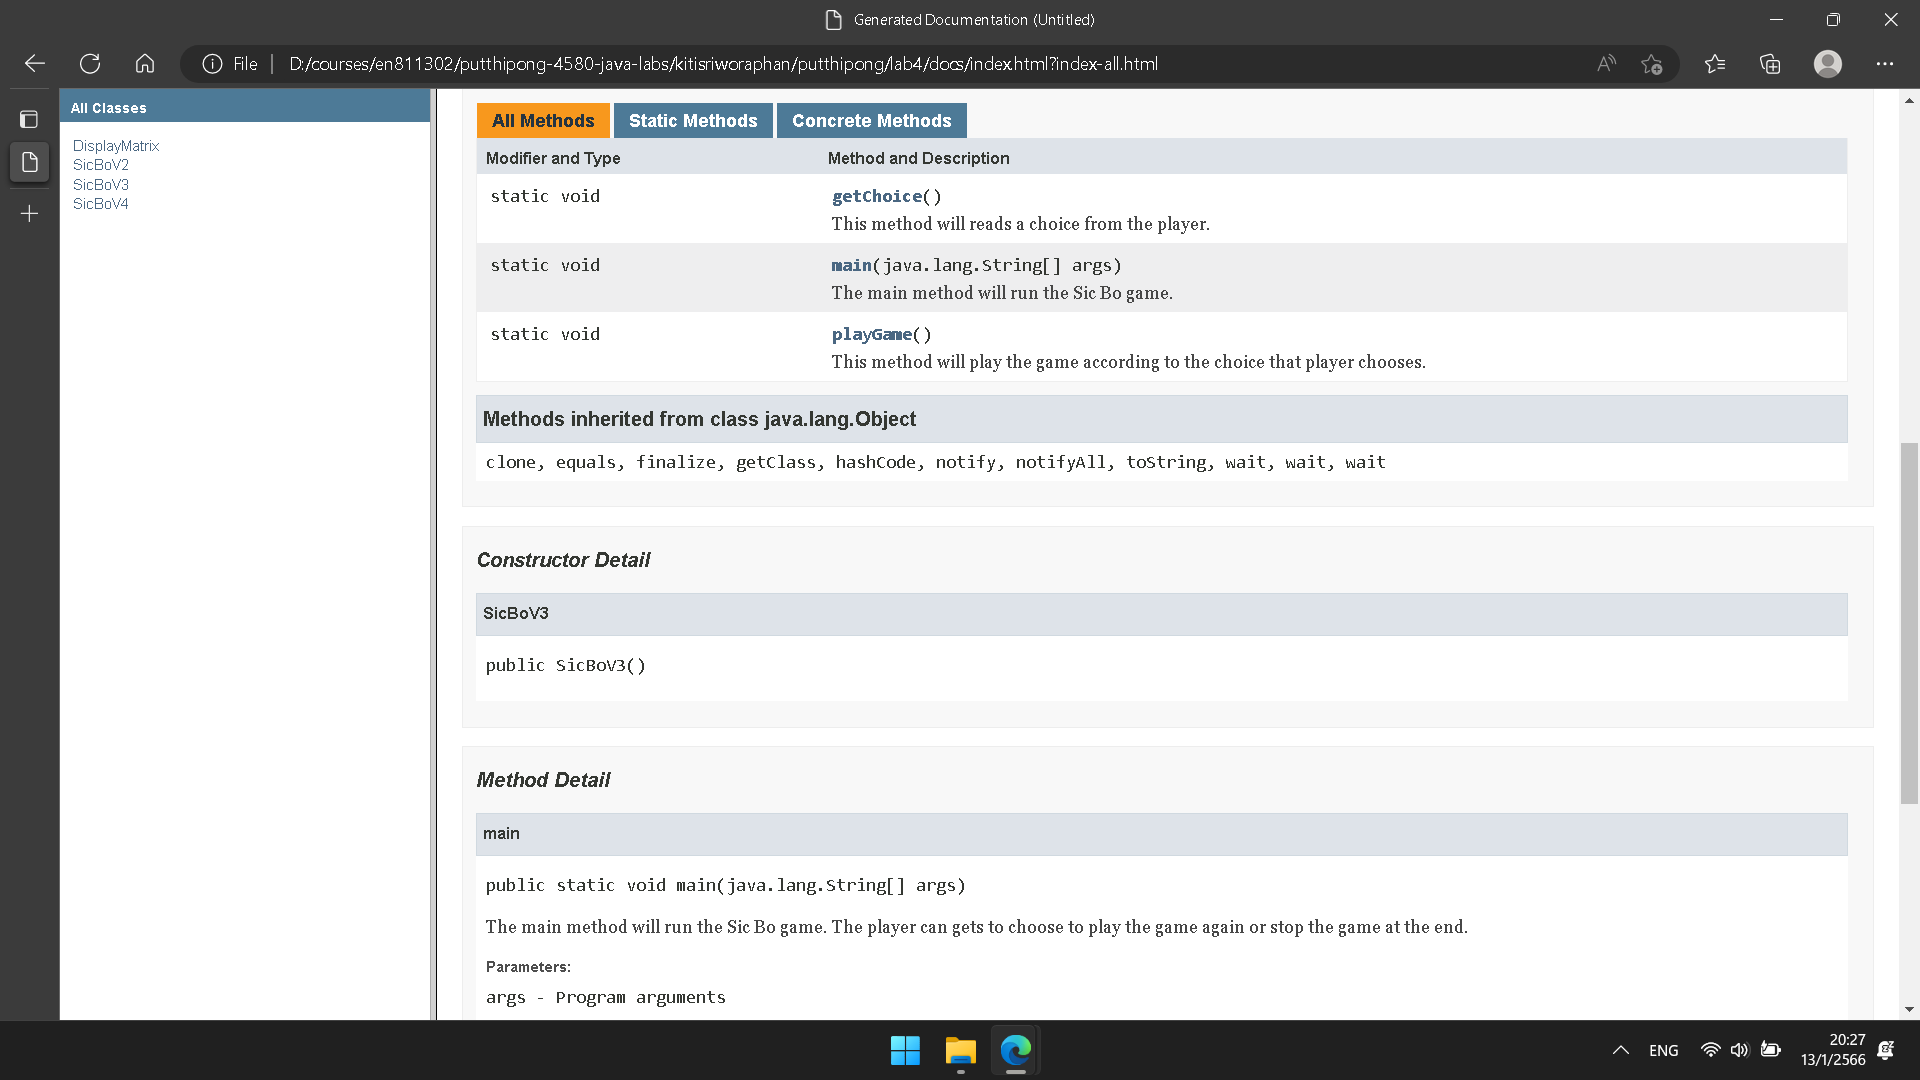 Generated Documentation (Untitled)
File | D:/courses/en811302/putthipong-4580-java-labs/kitisriworaphan/putthipong/lab4/docs/index.html?index-all.html
All Classes
DisplayMatrix
SicBoV2
SicBoV3
SicBoV4
All Methods Static Methods Concrete Methods
Modifier and Type Method and Description
static void getChoice()
This method will reads a choice from the player.
static void main(java.lang.String[] args)
The main method will run the Sic Bo game.
static void playGame()
This method will play the game according to the choice that player chooses.
Methods inherited from class java.lang.Object
clone, equals, finalize, getClass, hashCode, notify, notifyAll, toString, wait, wait, wait
Constructor Detail
SicBoV3
public SicBoV3()
Method Detail
main
public static void main(java.lang.String[] args)
The main method will run the Sic Bo game. The player can gets to choose to play the game again or stop the game at the end.
Parameters:
args - Program arguments
ENG
20:27
13/1/2566